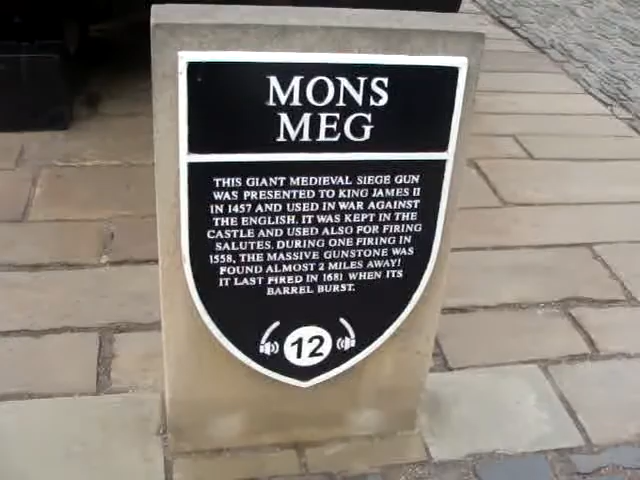 MONS
MEG
THIS GIANT MEDIEVAL SIEGE GUN
WAS PRESENTED TO KING JAMES II
IN 1457 AND USED IN WAR AGAINST
THE ENGLISH. IT WAS KEPT IN THE
CASTLE AND USED ALSO FOR FIRING
SALUTES. DURING ONE FIRING IN
1558, THE MASSIVE GUNSTONE WAS
FOUND ALMOST 2 MILES AWAY!
IT LAST FIRED IN 1681 WHEN ITS
BARREL BURST.
12